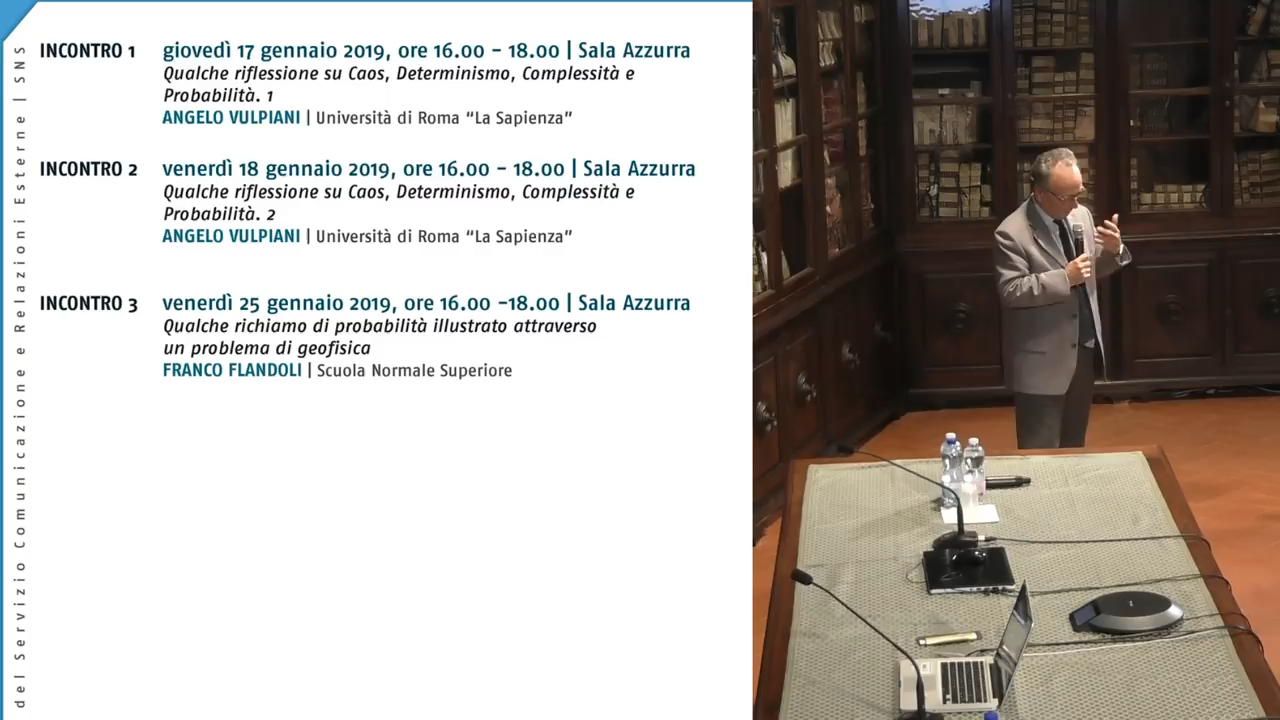 INCONTRO 1
giovedì 17 gennaio 2019, ore 16.00 - 18.00 | Sala Azzurra
Qualche riflessione su Caos, Determinismo, Complessità e
Probabilità. 1
ANGELO VULPIANI | Università di Roma “La Sapienza”
INCONTRO 2
venerdì 18 gennaio 2019, ore 16.00 - 18.00 | Sala Azzurra
Qualche riflessione su Caos, Determinismo, Complessità e
Probabilità. 2
ANGELO VULPIANI | Università di Roma “La Sapienza”
INCONTRO 3
venerdì 25 gennaio 2019, ore 16.00 -18.00 | Sala Azzurra
Qualche richiamo di probabilità illustrato attraverso
un problema di geofisica
FRANCO FLANDOLI | Scuola Normale Superiore
del Servizio Comunicazione e Relazioni Esterne | SNS